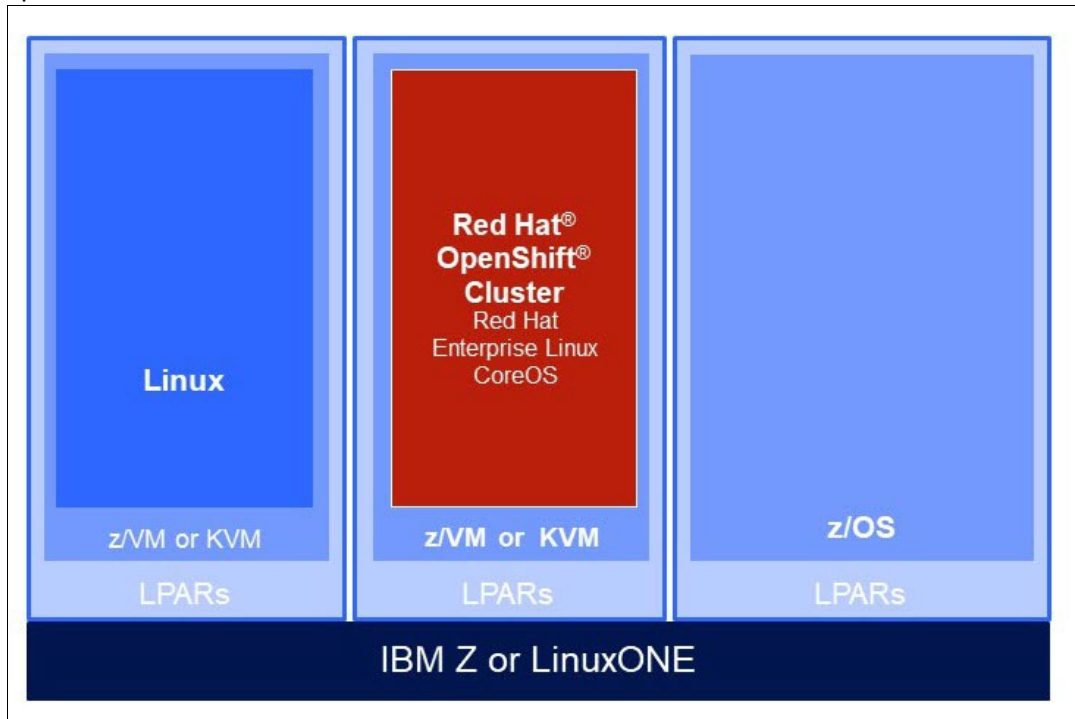 Linux
z/VM or KVM
LPARs
Red Hat®
OpenShift®
Cluster
Red Hat
Enterprise Linux
CoreOS
z/VM or KVM
LPARs
z/OS
LPARs
IBM Z or LinuxONE